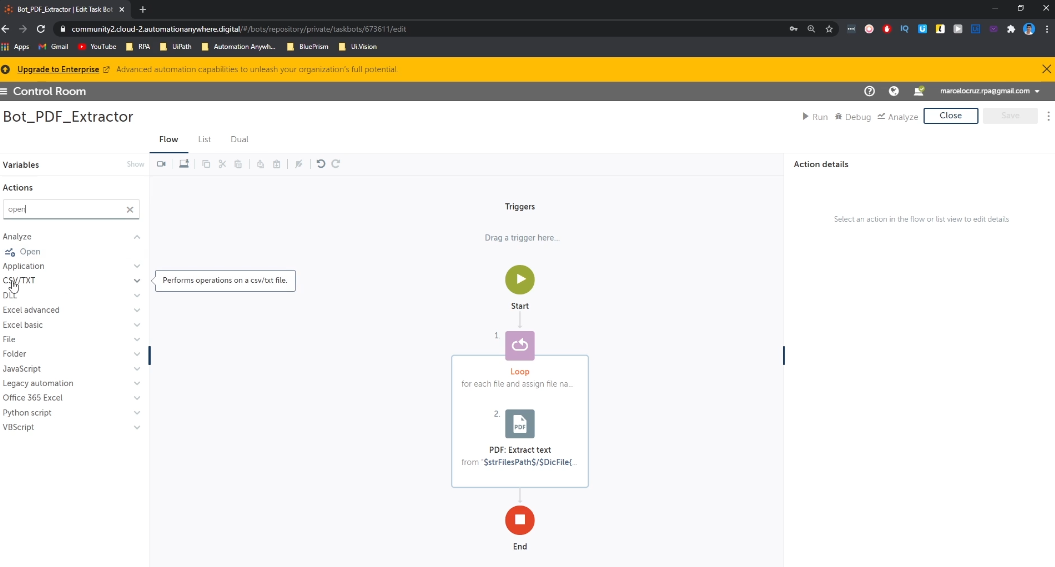 Bot_PDF_Extractor | Edit Task Bot
community2.cloud-2.automationanywhere.digital/#/bots/repository/private/taskbots/673611/edit
Apps Gmail YouTube RPA UiPath Automation Anywh... BluePrism Ui.Vision
Upgrade to Enterprise Advanced automation capabilities to unleash your organization's full potential
Control Room marcelocruz.rpa@gmail.com
Bot_PDF_Extractor Run Debug Analyze Close Save
Flow List Dual
Variables Show
Actions
open
Analyze
Open
Application
CSV/TXT
DLL
Excel advanced
Excel basic
File
Folder
JavaScript
Legacy automation
Office 365 Excel
Python script
VBScript
Performs operations on a csv/txt file.
Triggers
Drag a trigger here...
Start
1.
Loop
for each file and assign file na...
2.
PDF
PDF: Extract text
from "$strFilesPath$/$DicFile{...
End
Action details
Select an action in the flow or list view to edit details